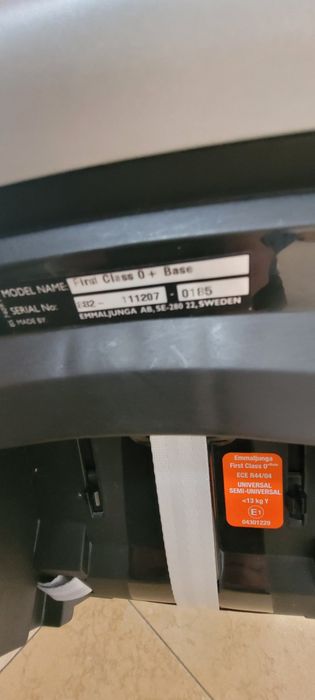 MODEL NAME First Class 0 + Base
SERIAL No: EB2- 111207 - 0185
MADE BY EMMALJUNGA AB, SE-280 22, SWEDEN
Emmaljunga
First Class 0+
ECE R44/04
UNIVERSAL
SEMI-UNIVERSAL
<13 kg Y
E1
04301229